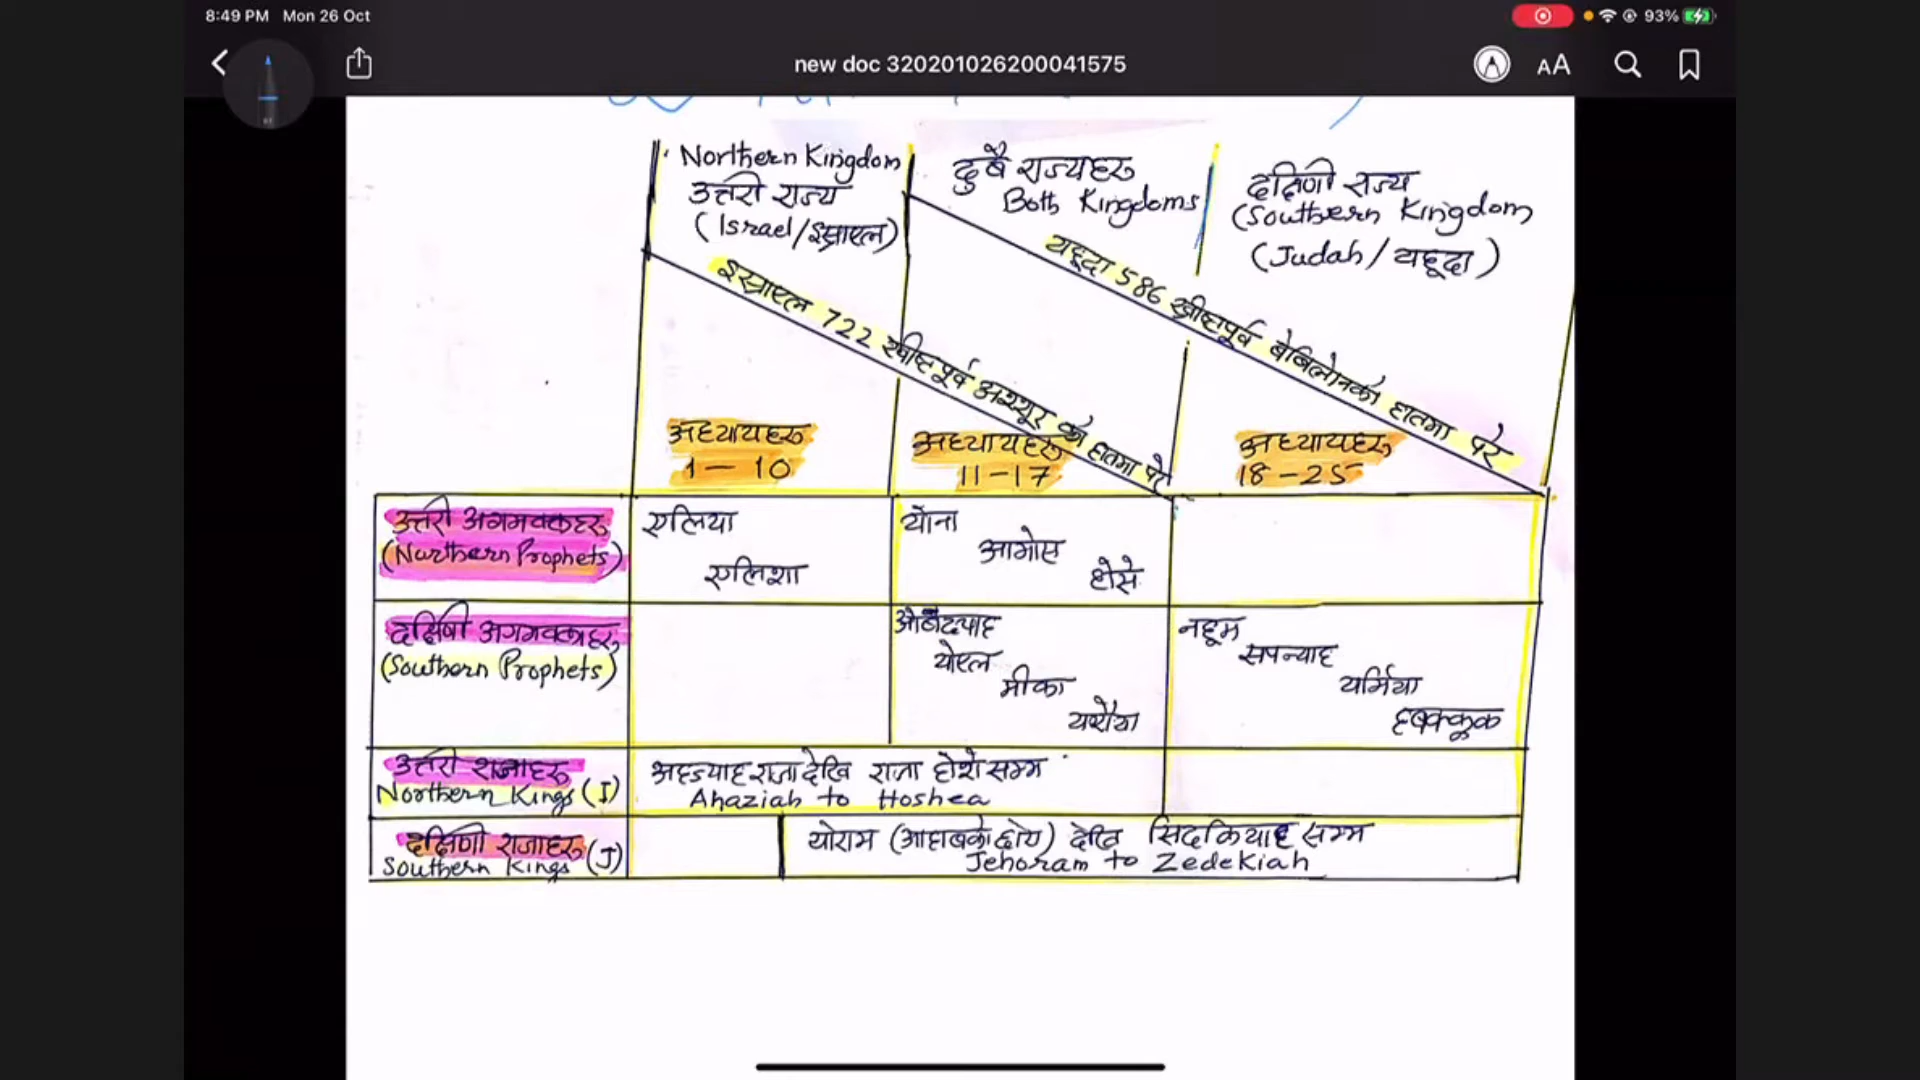 8:49 PM Mon 26 Oct
93%
new doc 320201026200041575
AA
Northern Kingdom
उत्तरी राज्य
(Israel/इस्राएल)
दुबै राज्यहरु
Both Kingdoms
दक्षिणी राज्य
(Southern Kingdom
(Judah/यहूदा)
इस्राएल 722 ख्रीष्टपूर्व अश्शूर को हातमा परे
यहूदा 586 ख्रीष्टपूर्व बेबिलोनको हातमा परे
अध्यायहरु
1-10
अध्यायहरु
11-17
अध्यायहरु
18-25
उत्तरी अगमवक्ताहरु
(Northern Prophets)
एलिया
एलिशा
योना
आमोस
होसे
दक्षिणी अगमवक्ताहरु
(Southern Prophets)
ओबदियाह
योएल
मीका
यशैया
नहूम
सपन्याह
यर्मिया
हबक्कूक
उत्तरी राजाहरु
Northern Kings (I)
अहज्याह राजा देखि राजा होशे सम्म
Ahaziah to Hoshea
दक्षिणी राजाहरु
Southern Kings (J)
योराम (आहाबको छोरा) देखि सिदकियाह सम्म
Jehoram to Zedekiah